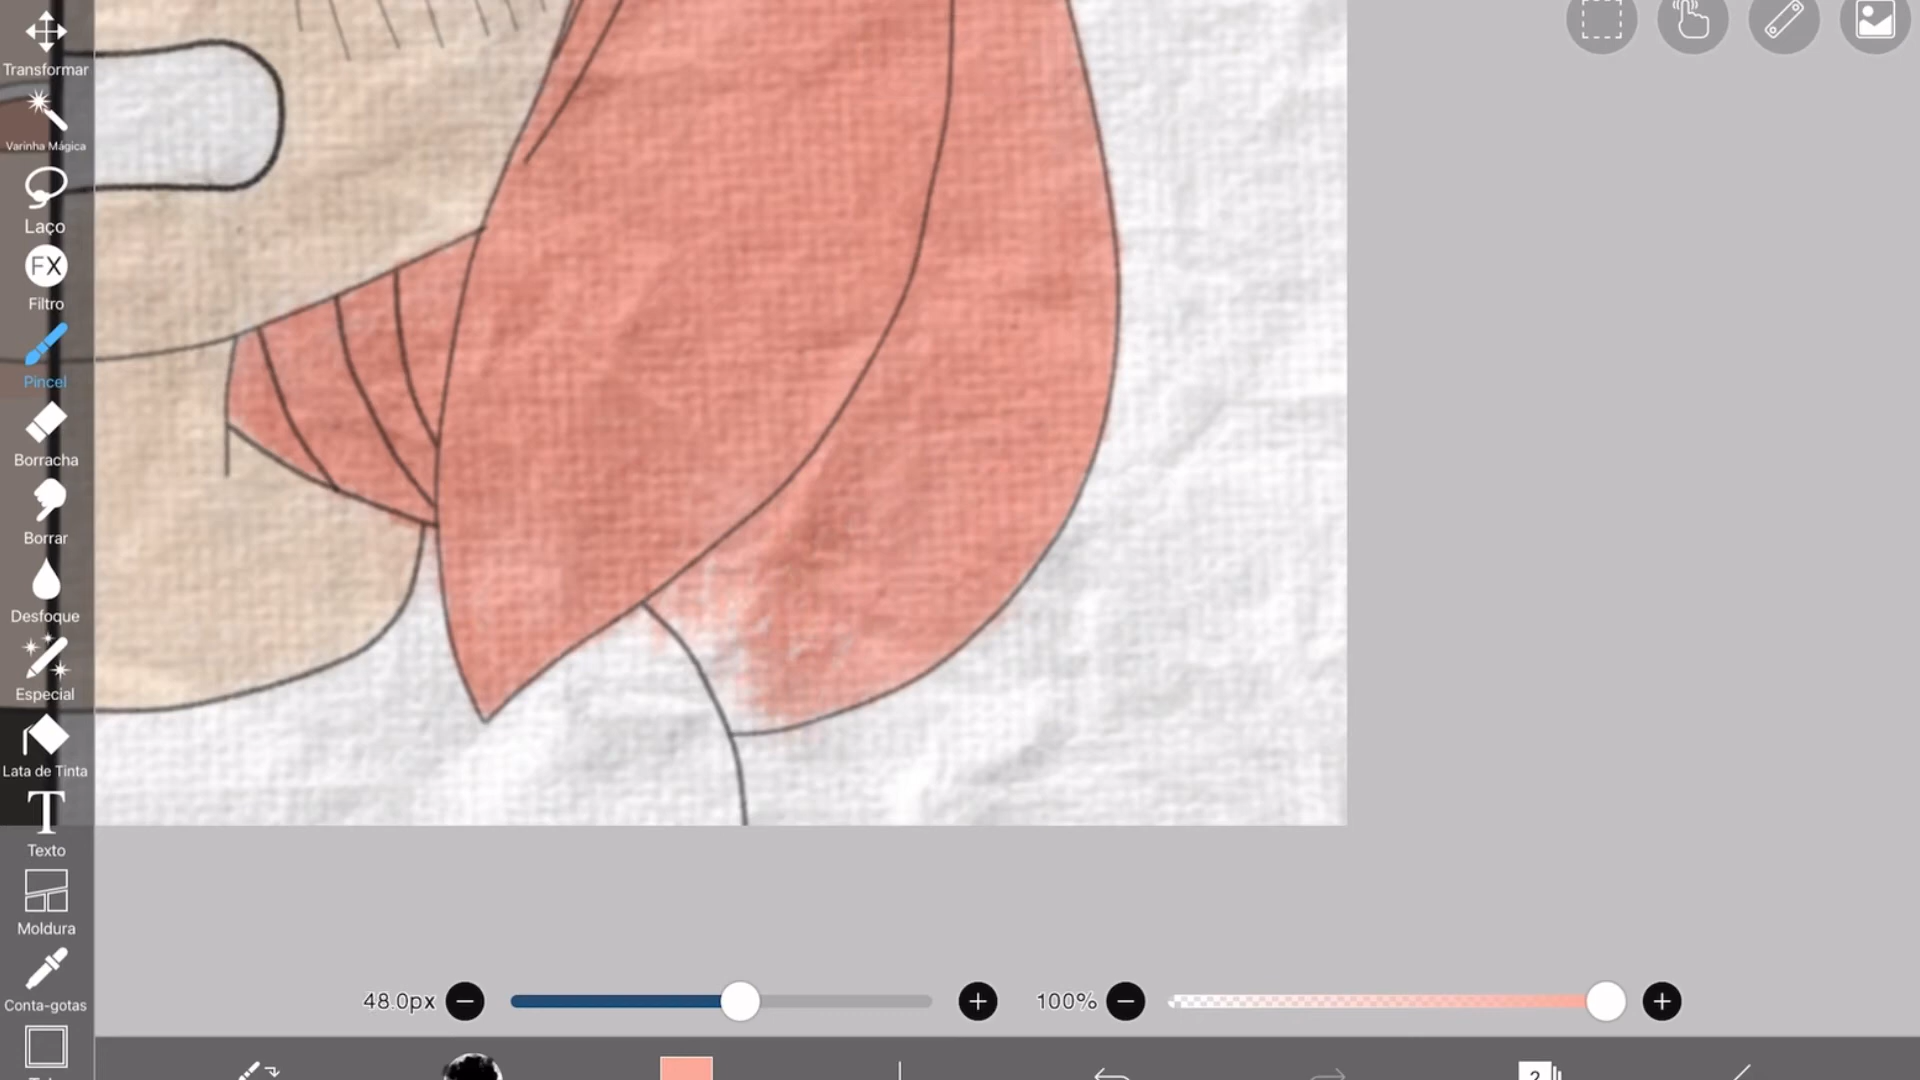 Transformar
Varinha Mágica
Laço
FX
Filtro
Pincel
Borracha
Borrar
Desfoque
Especial
Lata de Tinta
T
Texto
Moldura
Conta-gotas
48.0px
100%
2